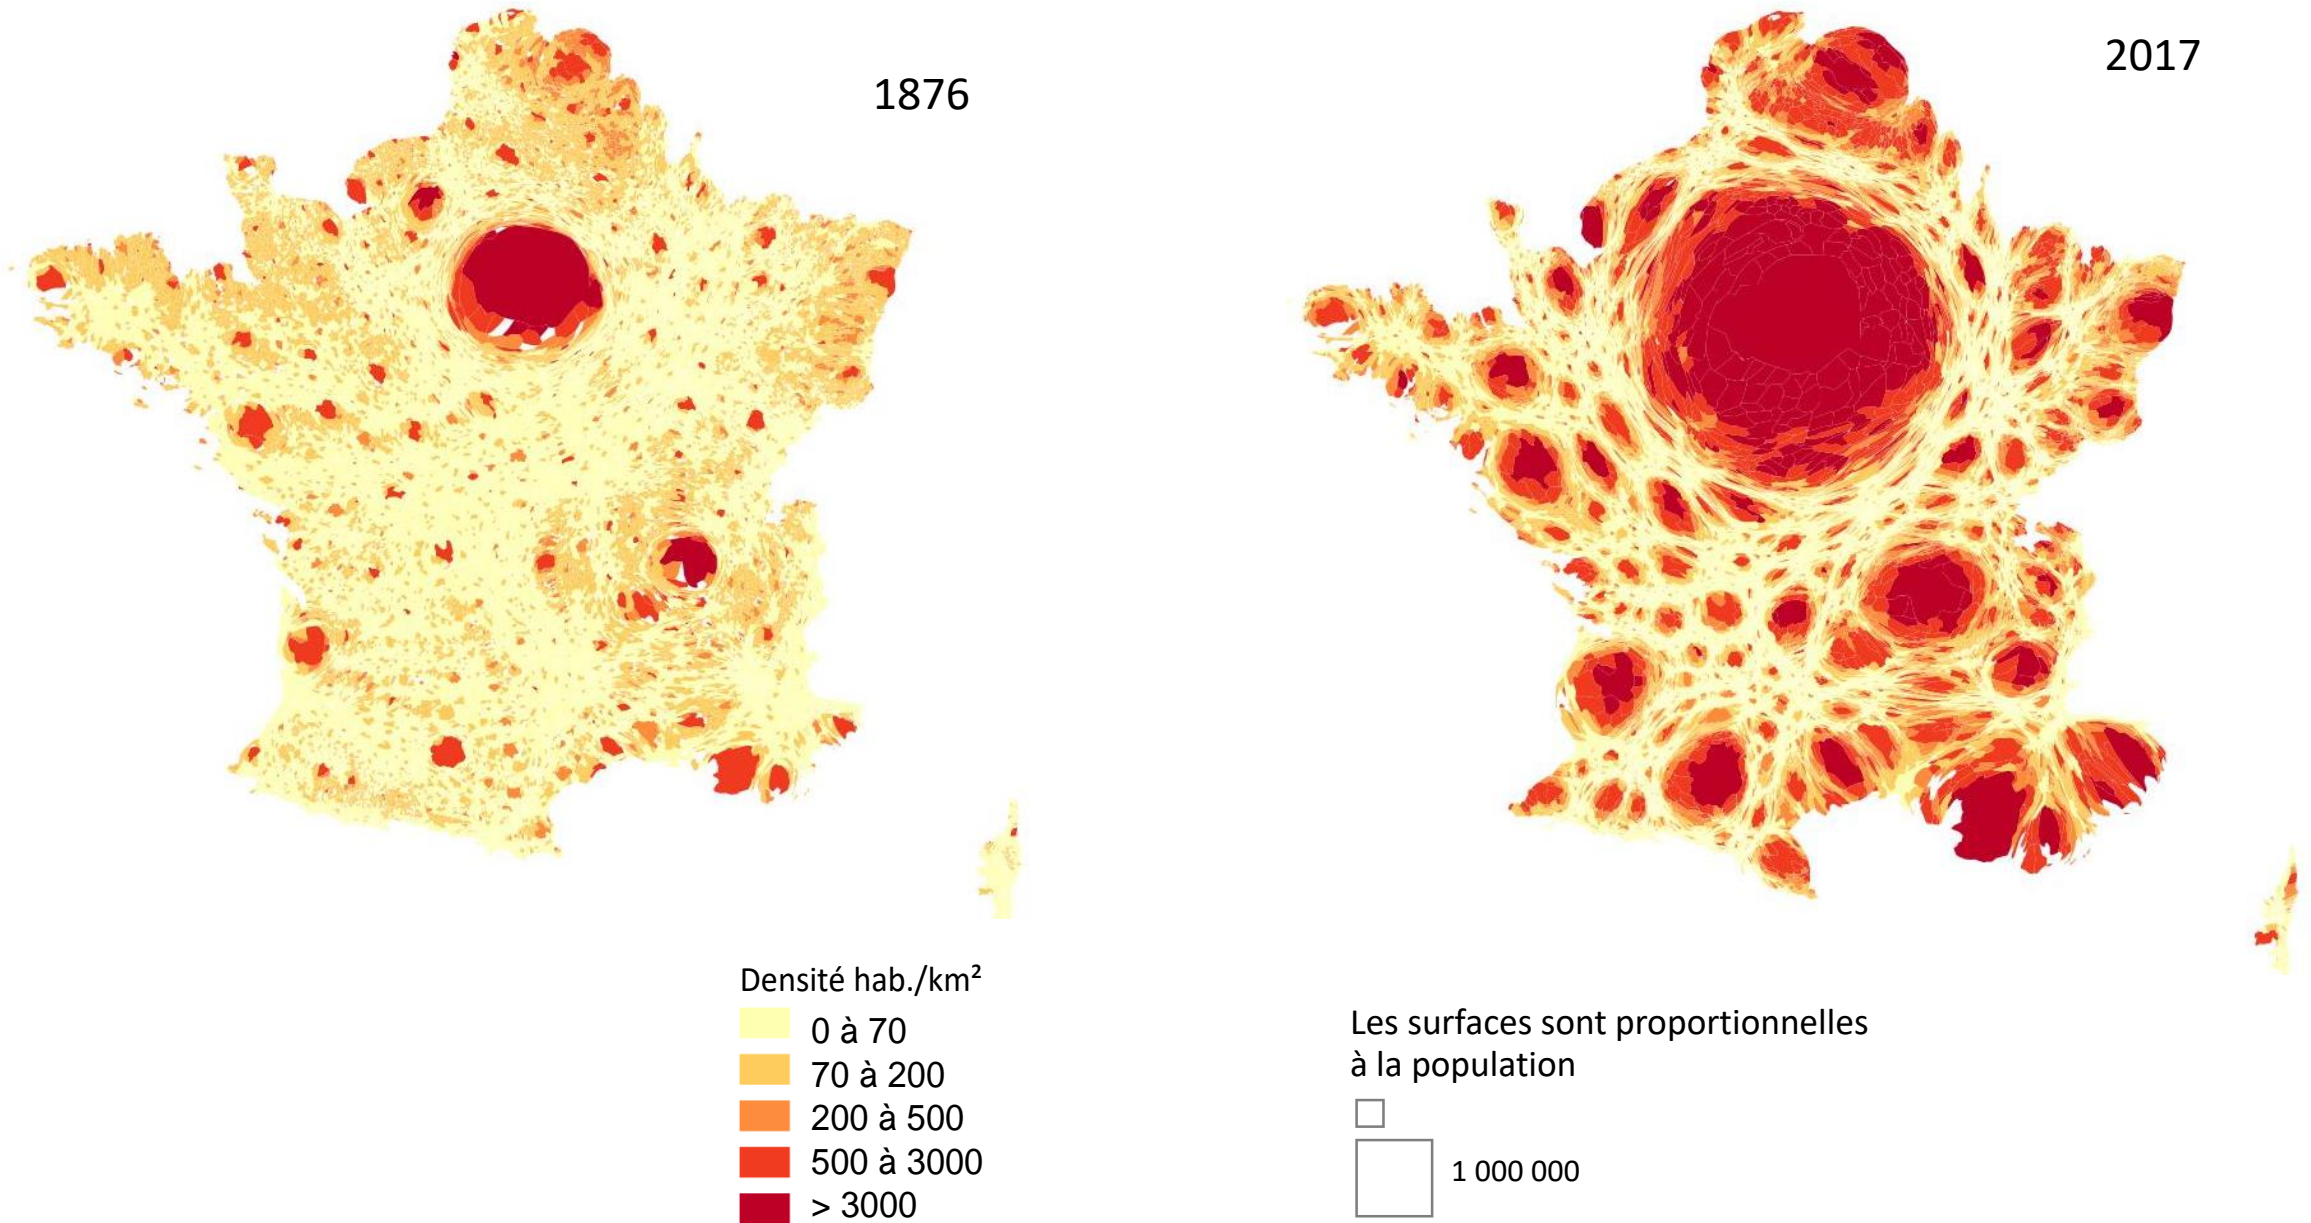 1876
2017
Densité hab./km²
0 à 70
70 à 200
200 à 500
500 à 3000
> 3000
Les surfaces sont proportionnelles
à la population
1 000 000